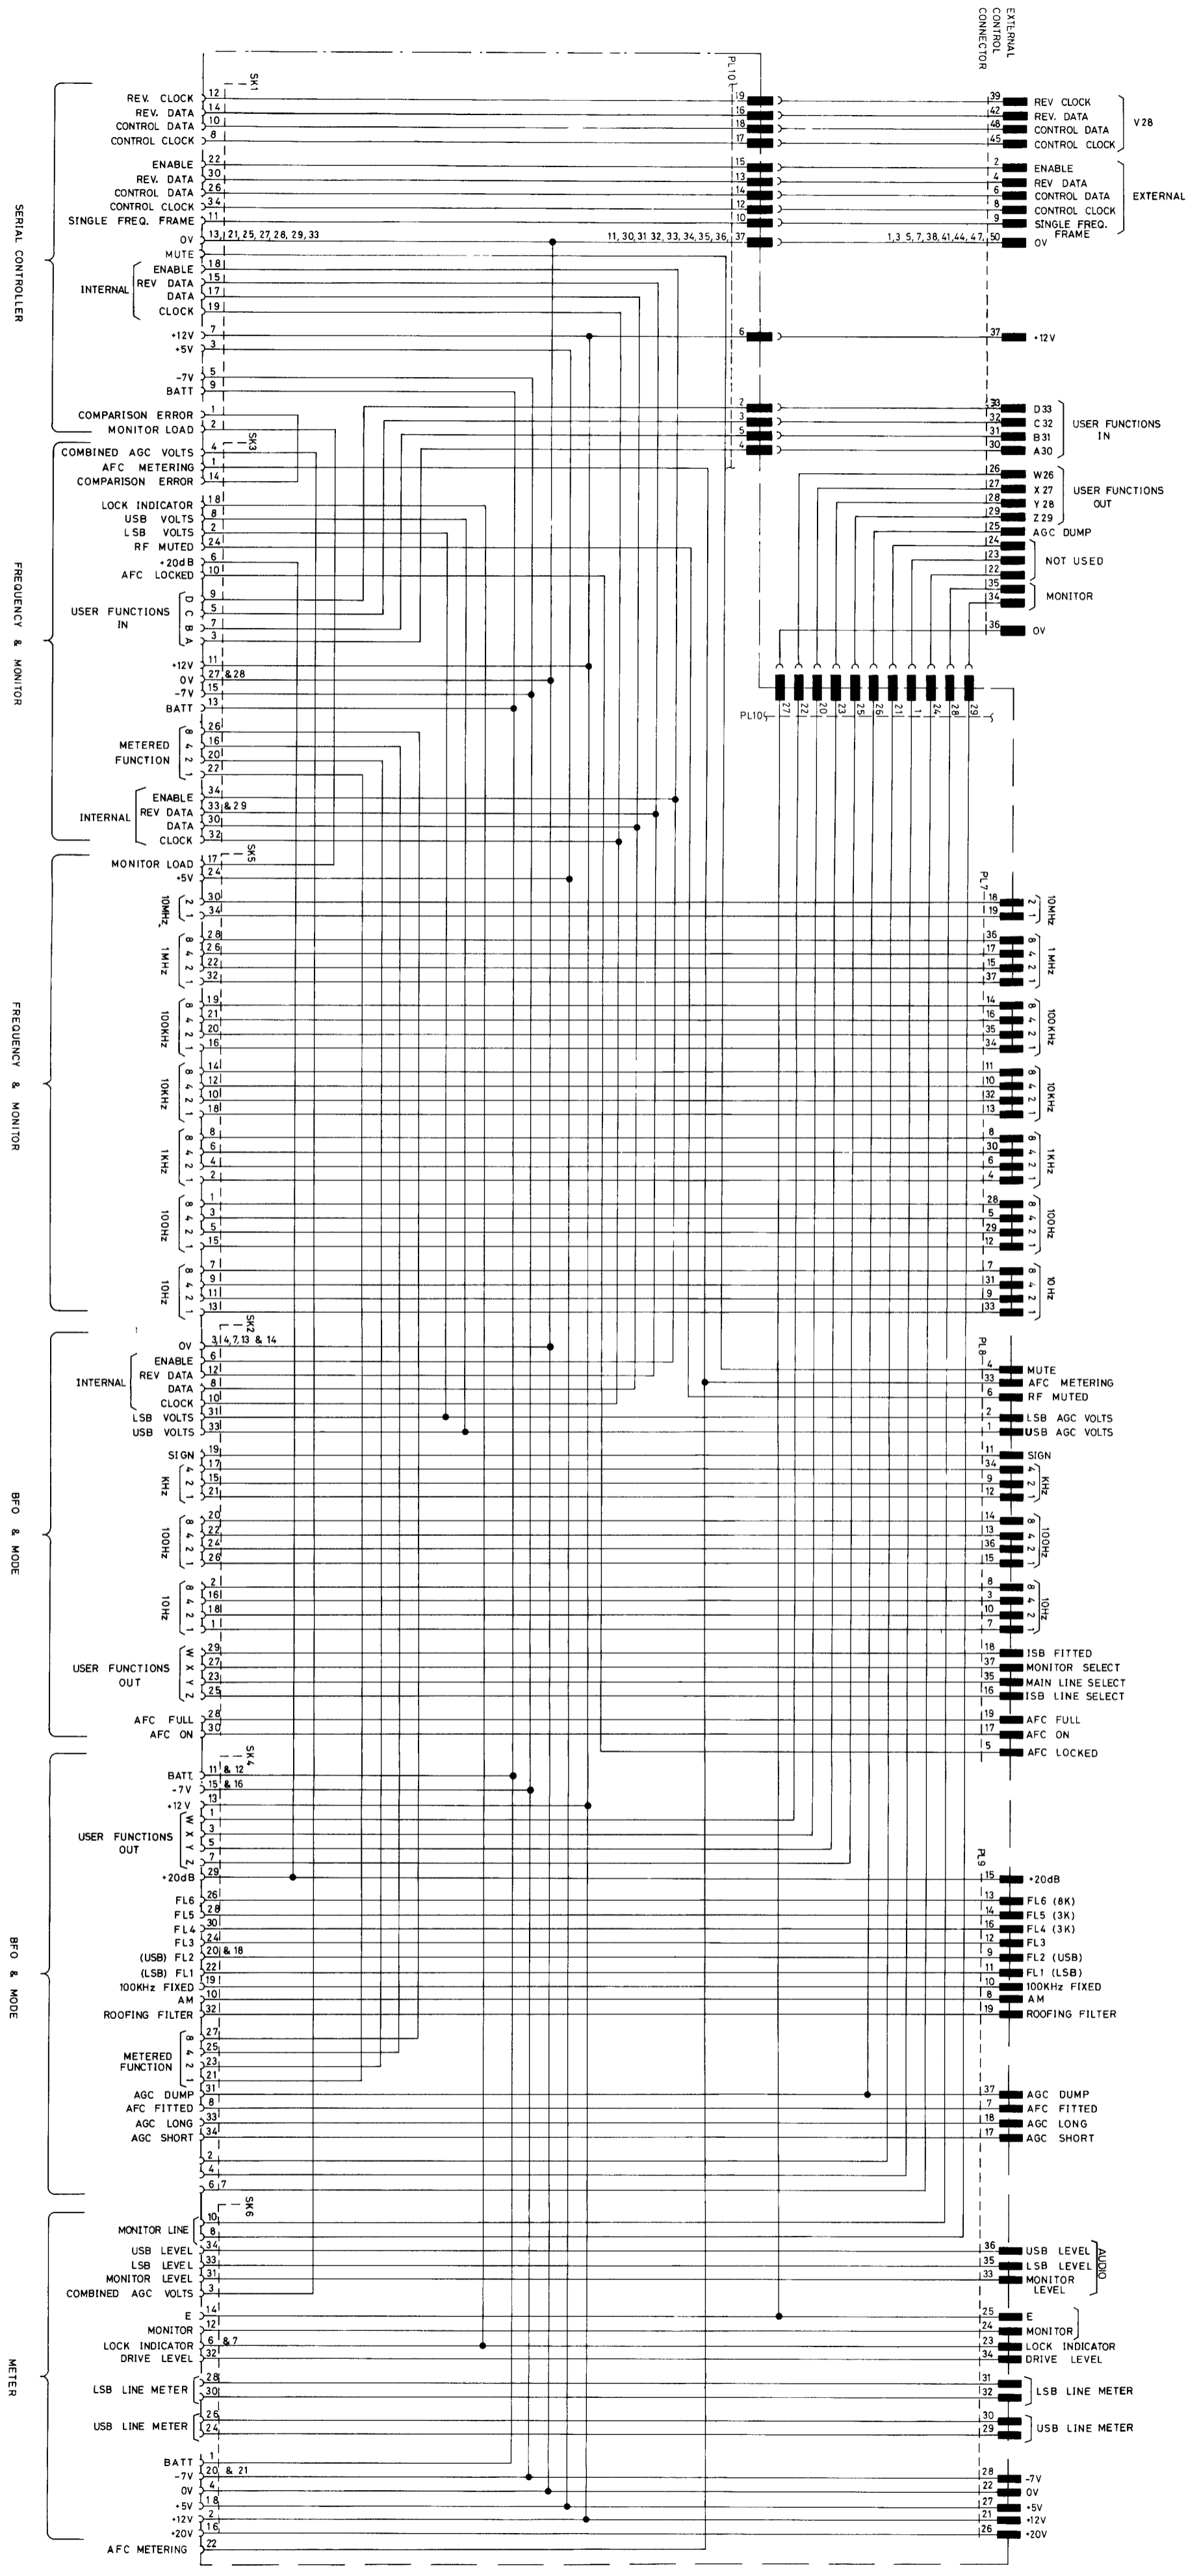 EXTERNAL
CONTROL
CONNECTOR
SK1
PL10
SERIAL CONTROLLER
REV. CLOCK 12 19 39 REV CLOCK
REV. DATA 14 16 42 REV. DATA
CONTROL DATA 10 18 48 CONTROL DATA
CONTROL CLOCK 8 17 45 CONTROL CLOCK
V28
ENABLE 22 15 2 ENABLE
REV. DATA 30 13 4 REV DATA
CONTROL DATA 26 14 6 CONTROL DATA
CONTROL CLOCK 34 12 8 CONTROL CLOCK
SINGLE FREQ. FRAME 11 10 9 SINGLE FREQ.
FRAME
EXTERNAL
0V 13, 21, 25, 27, 28, 29, 33 11, 30, 31 32, 33, 34, 35, 36, 37 1,3 5,7,38,41,44,47, 50 0V
MUTE
INTERNAL
ENABLE 18
REV DATA 15
DATA 17
CLOCK 19
+12V 7 6 37 +12V
+5V 3
-7V 5
BATT 9
COMPARISON ERROR 1
MONITOR LOAD 2
2 33 D33
3 32 C32
5 31 B31
4 30 A30
USER FUNCTIONS
IN
SK3
FREQUENCY & MONITOR
COMBINED AGC VOLTS 4
AFC METERING 1
COMPARISON ERROR 14
LOCK INDICATOR 18
USB VOLTS 8
LSB VOLTS 2
RF MUTED 24
+20dB 6
AFC LOCKED 10
26 W26
27 X27
28 Y28
29 Z29
USER FUNCTIONS
OUT
25 AGC DUMP
24
23
22
NOT USED
35
34
MONITOR
36 0V
USER FUNCTIONS
IN
D 9
C 5
B 7
A 3
+12V 11
0V 27 & 28
-7V 15
BATT 13
PL10
27 22 20 23 25 26 21 1 24 28 29
METERED
FUNCTION
8 26
4 16
2 20
1 22
INTERNAL
ENABLE 34
REV DATA 33 & 29
DATA 30
CLOCK 32
SK5
PL7
FREQUENCY & MONITOR
MONITOR LOAD 17
+5V 24
10MHz
2 30 18 2
1 34 19 1
10MHz
1MHz
8 28 36 8
4 26 17 4
2 22 15 2
1 32 37 1
1MHz
100KHz
8 19 14 8
4 21 16 4
2 20 35 2
1 16 34 1
100KHz
10KHz
8 14 11 8
4 12 10 4
2 10 32 2
1 18 13 1
10KHz
1KHz
8 8 8 8
4 6 30 4
2 4 6 2
1 2 4 1
1KHz
100Hz
8 1 28 8
4 3 5 4
2 5 29 2
1 15 12 1
100Hz
10Hz
8 7 7 8
4 9 31 4
2 11 9 2
1 13 33 1
10Hz
SK2
PL8
BFO & MODE
0V 3,4,7,13 & 14
INTERNAL
ENABLE 6
REV DATA 12
DATA 8
CLOCK 10
LSB VOLTS 31
USB VOLTS 33
4 MUTE
33 AFC METERING
6 RF MUTED
2 LSB AGC VOLTS
1 USB AGC VOLTS
SIGN 19 11 SIGN
KHz
4 17 34 4
2 15 9 2
1 21 12 1
KHz
100Hz
8 20 14 8
4 22 13 4
2 24 36 2
1 26 15 1
100Hz
10Hz
8 2 8 8
4 16 3 4
2 18 10 2
1 1 7 1
10Hz
USER FUNCTIONS
OUT
W 29 18 ISB FITTED
X 27 37 MONITOR SELECT
Y 23 35 MAIN LINE SELECT
Z 25 16 ISB LINE SELECT
AFC FULL 28 19 AFC FULL
AFC ON 30 17 AFC ON
5 AFC LOCKED
SK4
PL9
BFO & MODE
BATT. 11 & 12
-7V 15 & 16
+12V 13
USER FUNCTIONS
OUT
W 1
X 3
Y 5
Z 7
+20dB 29 15 +20dB
FL6 26 13 FL6 (8K)
FL5 28 14 FL5 (3K)
FL4 30 16 FL4 (3K)
FL3 24 12 FL3
(USB) FL2 20 & 18 9 FL2 (USB)
(LSB) FL1 22 11 FL1 (LSB)
100KHz FIXED 19 10 100KHz FIXED
AM 10 8 AM
ROOFING FILTER 32 19 ROOFING FILTER
METERED
FUNCTION
8 27
4 25
2 23
1 21
AGC DUMP 31 37 AGC DUMP
AFC FITTED 8 7 AFC FITTED
AGC LONG 33 18 AGC LONG
AGC SHORT 34 17 AGC SHORT
2
4
6 7
SK6
METER
MONITOR LINE
10
8
USB LEVEL 34 36 USB LEVEL
LSB LEVEL 33 35 LSB LEVEL
MONITOR LEVEL 31 33 MONITOR
LEVEL
AUDIO
COMBINED AGC VOLTS 3
E 14 25 E
MONITOR 12 24 MONITOR
LOCK INDICATOR 6 & 7 23 LOCK INDICATOR
DRIVE LEVEL 32 34 DRIVE LEVEL
LSB LINE METER
28 31
30 32
LSB LINE METER
USB LINE METER
26 30
24 29
USB LINE METER
BATT 1
-7V 20 & 21 28 -7V
0V 4 22 0V
+5V 18 27 +5V
+12V 2 21 +12V
+20V 16 26 +20V
AFC METERING 22